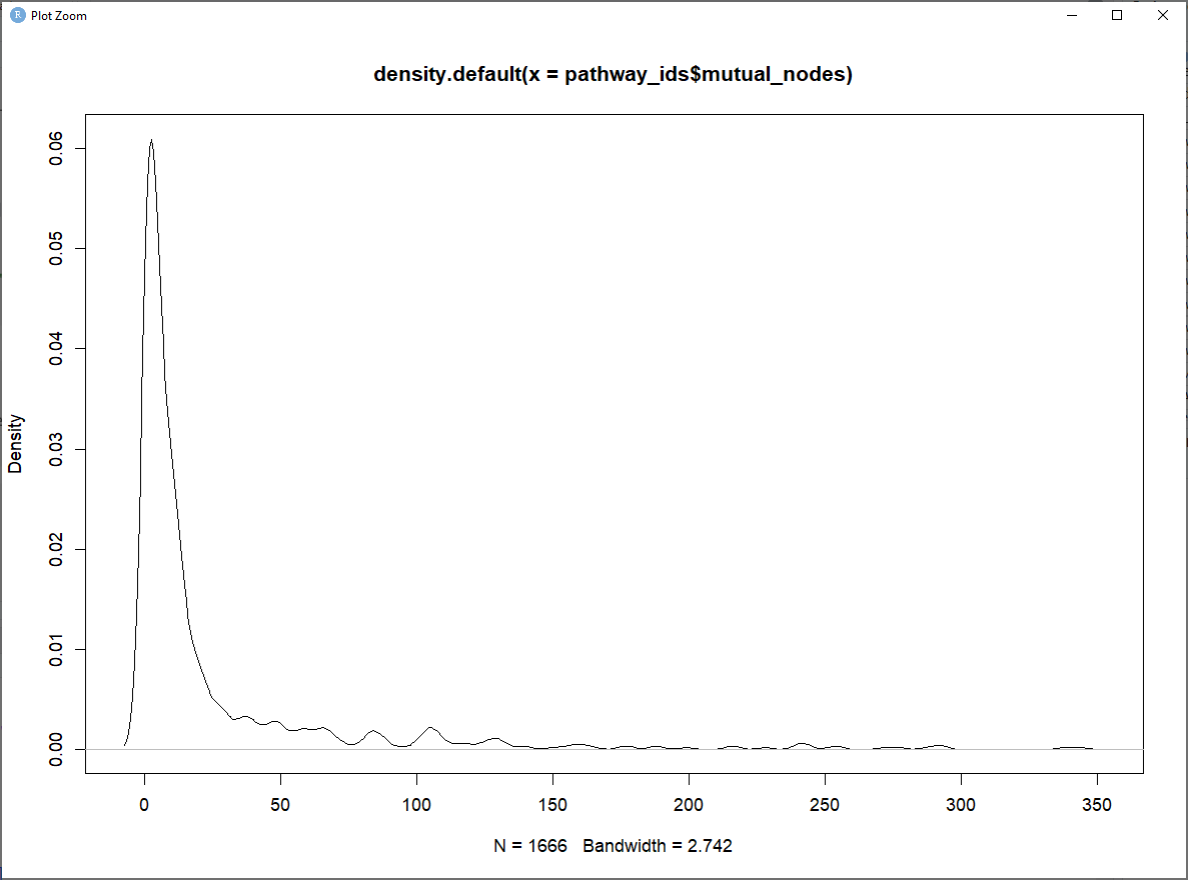 R Plot Zoom
density.default(x = pathway_ids$mutual_nodes)
Density
0.06
0.05
0.04
0.03
0.02
0.01
0.00
0 50 100 150 200 250 300 350
N = 1666 Bandwidth = 2.742